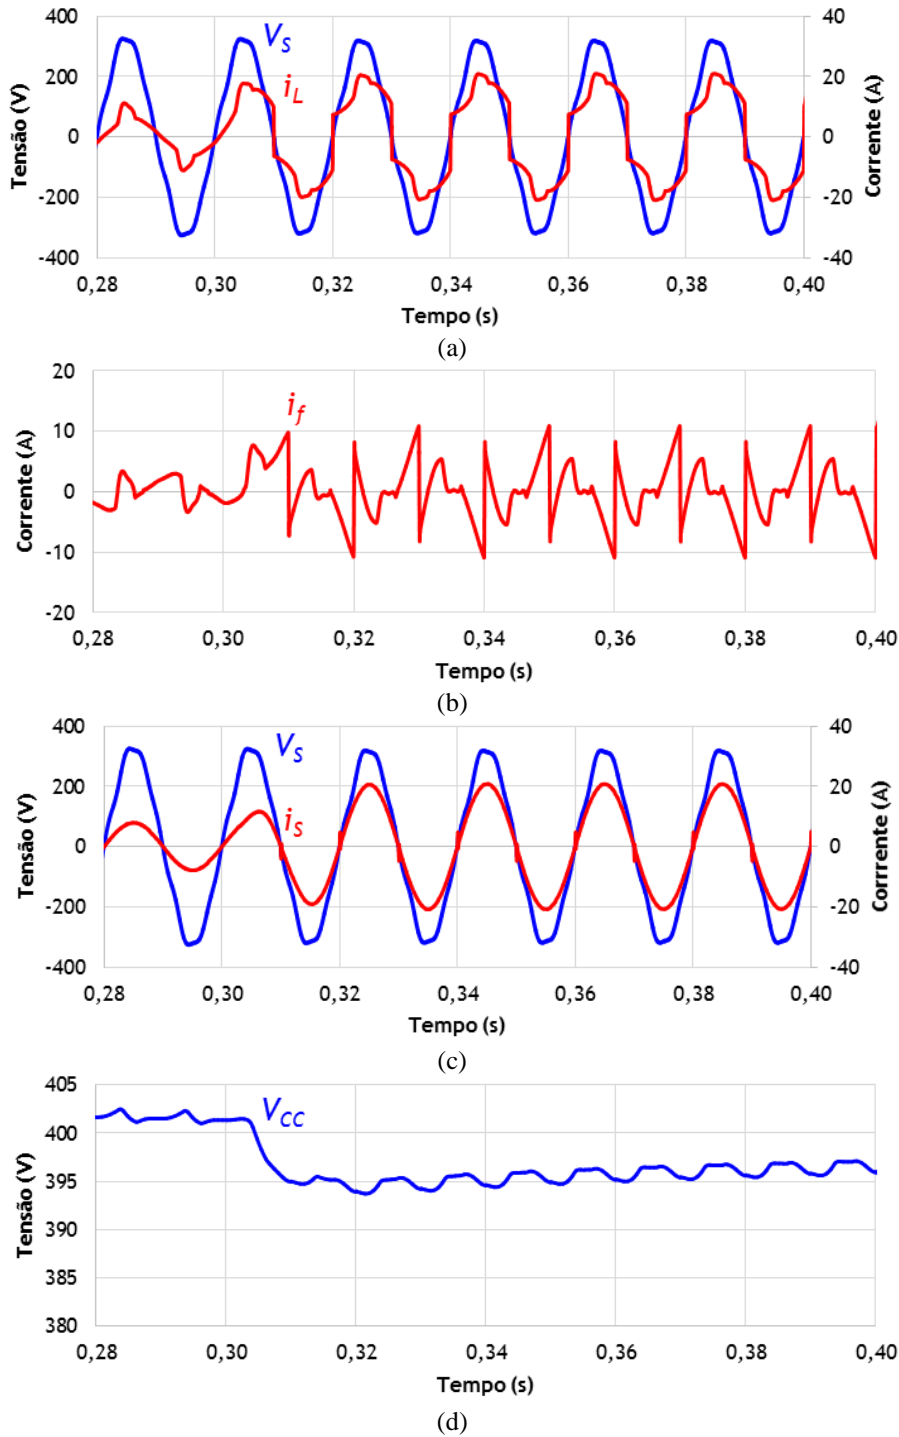 400 40
V_S
200 i_L 20
0 0
-200 -20
-400 -40
Tensão (V)
Corrente (A)
0,28 0,30 0,32 0,34 0,36 0,38 0,40
Tempo (s)
(a)
20
i_f
10
0
-10
-20
Corrente (A)
0,28 0,30 0,32 0,34 0,36 0,38 0,40
Tempo (s)
(b)
400 40
V_S
200 20
i_S
0 0
-200 -20
-400 -40
Tensão (V)
Corrrente (A)
0,28 0,30 0,32 0,34 0,36 0,38 0,40
Tempo (s)
(c)
405
V_CC
400
395
390
385
380
Tensão (V)
0,28 0,30 0,32 0,34 0,36 0,38 0,40
Tempo (s)
(d)